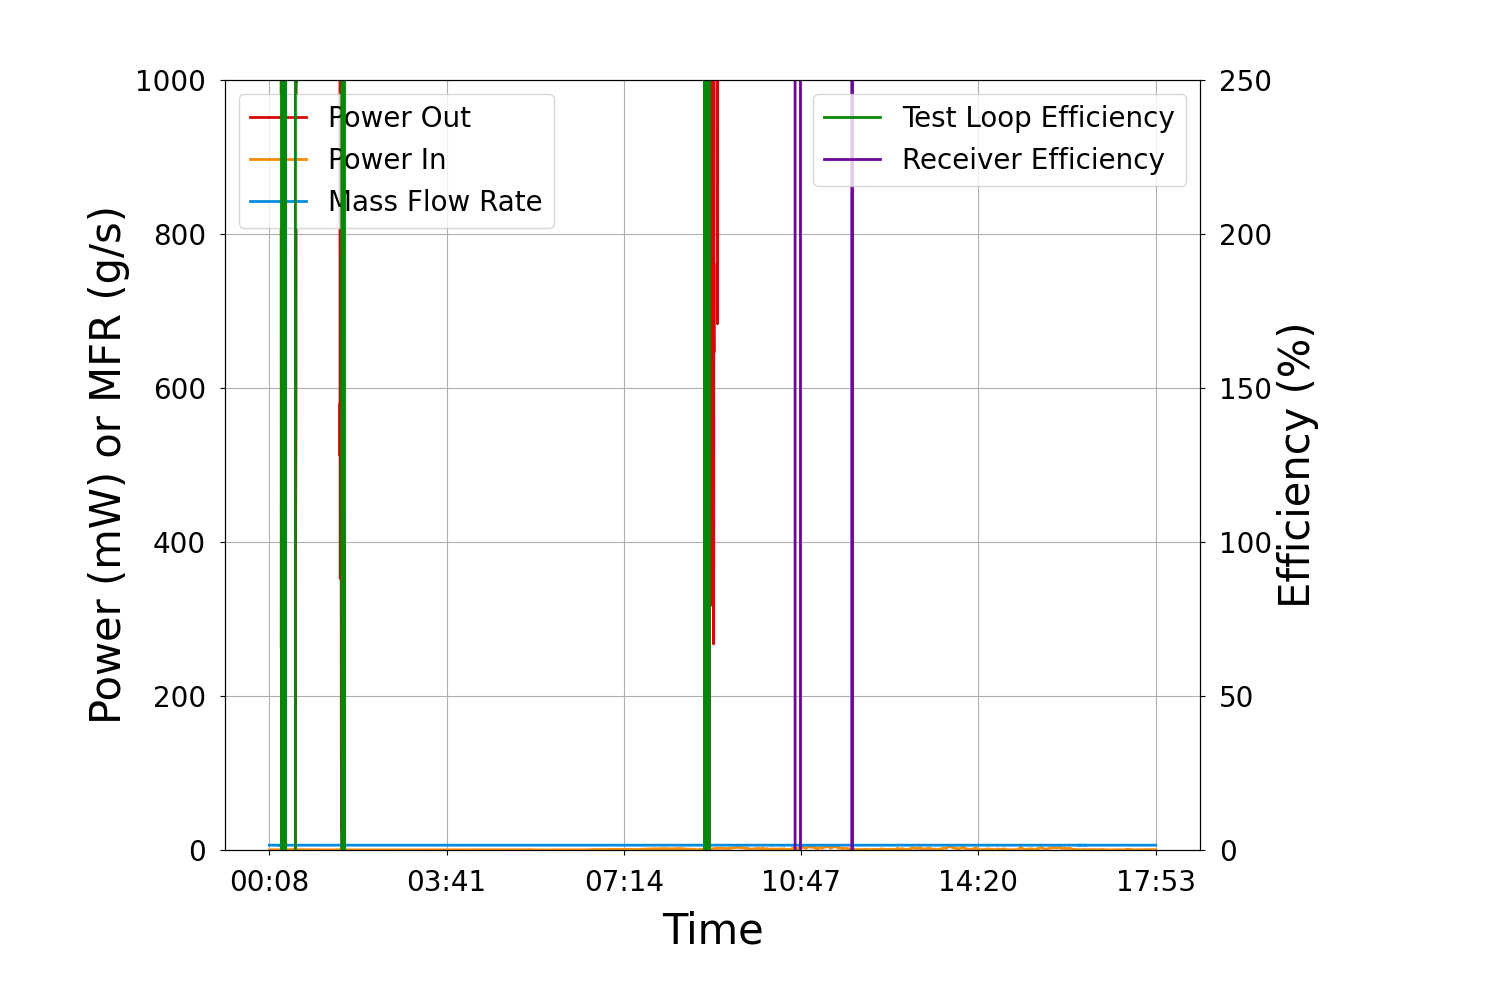 1000
800
600
400
200
0
Power (mW) or MFR (g/s)
Power Out
Power In
Mass Flow Rate
Test Loop Efficiency
Receiver Efficiency
250
200
150
100
50
0
Efficiency (%)
00:08 03:41 07:14 10:47 14:20 17:53
Time